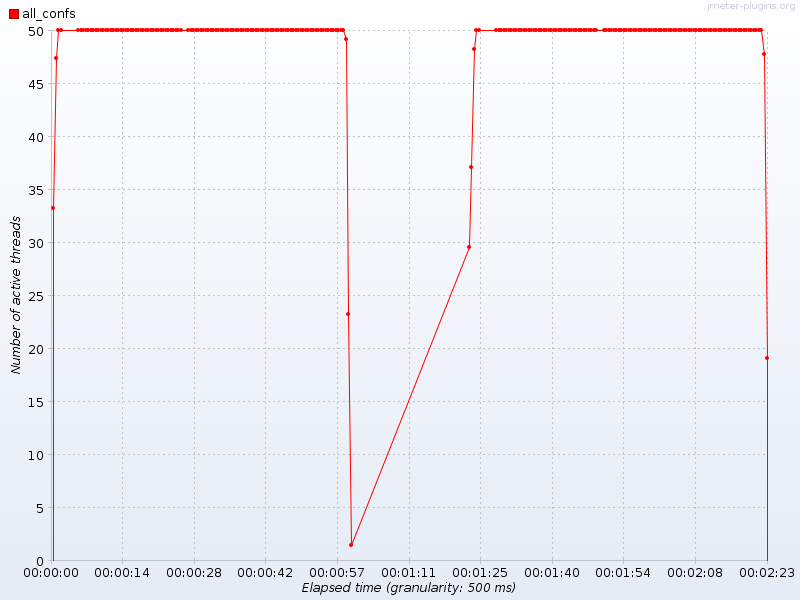 all_confs
jmeter-plugins.org
50
45
40
35
30
25
20
15
10
5
0
Number of active threads
00:00:00 00:00:14 00:00:28 00:00:42 00:00:57 00:01:11 00:01:25 00:01:40 00:01:54 00:02:08 00:02:23
Elapsed time (granularity: 500 ms)